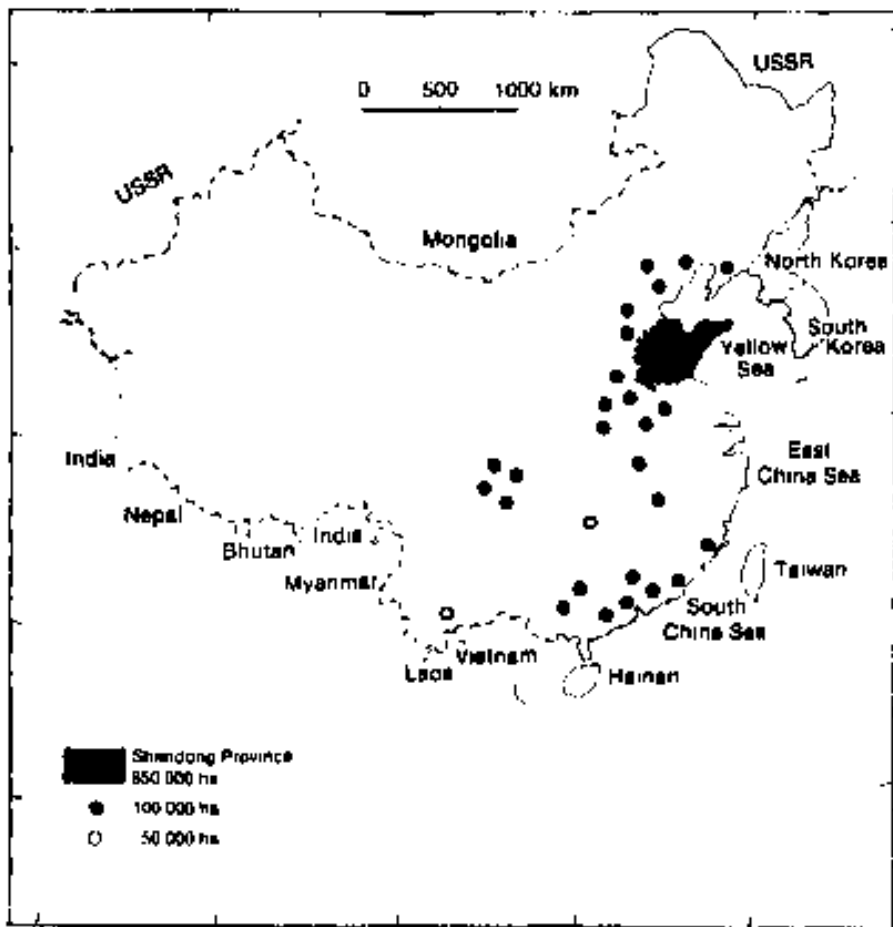 USSR
0 500 1000 km
USSR
Mongolia
North Korea
South
Korea
Yellow
Sea
India
East
China Sea
Nepal
India
Bhutan
Myanmar
Taiwan
South
China Sea
Vietnam
Laos
Hainan
Shandong Province
850 000 ha
100 000 ha
50 000 ha